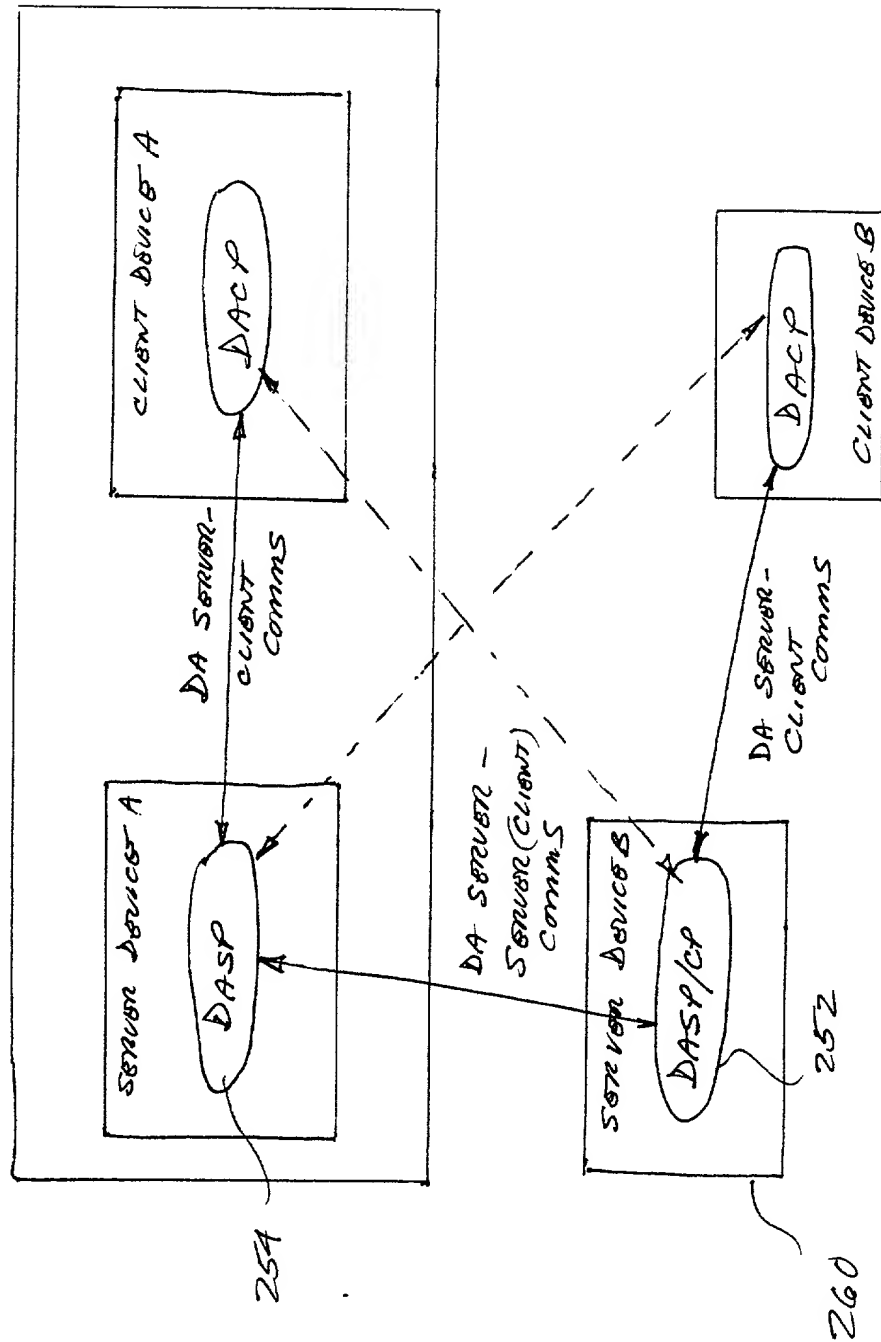 SERVER DEVICE A
DASP
254
DA SERVER-
CLIENT
COMMS
CLIENT DEVICE A
DACP
DA SERVER -
SERVER (CLIENT)
COMMS
SERVER DEVICE B
DASP/CP
252
260
DA SERVER-
CLIENT
COMMS
DACP
CLIENT DEVICE B